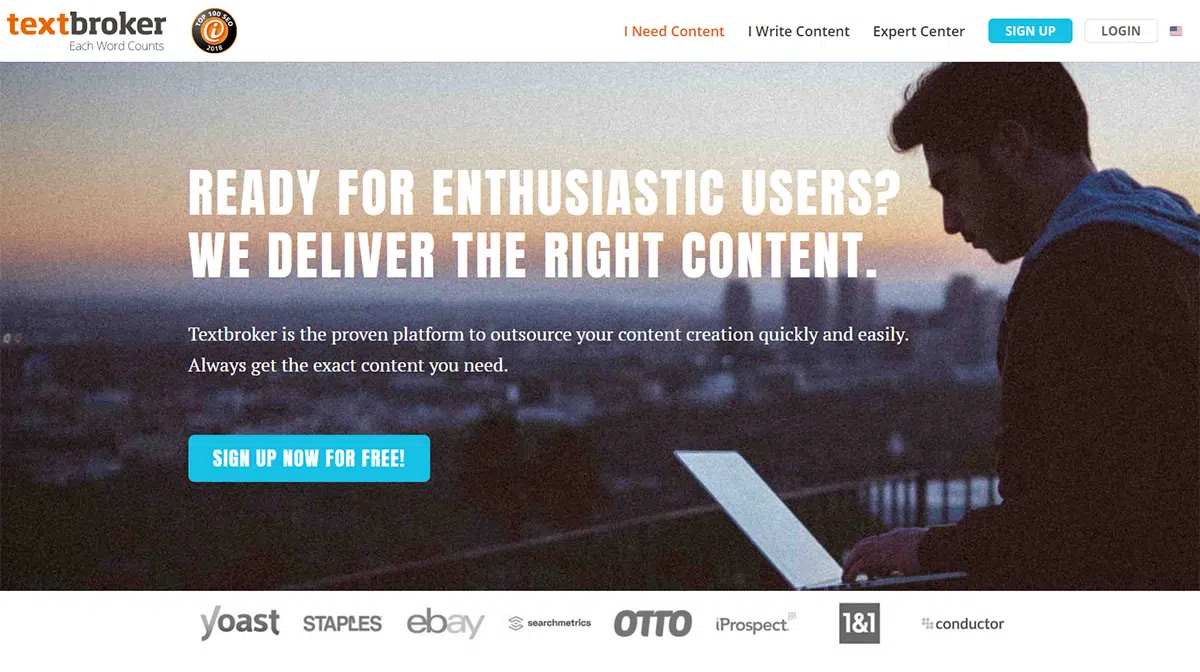 textbroker
Each Word Counts
TOP 100 SEO
2018
I Need Content
I Write Content
Expert Center
SIGN UP
LOGIN
READY FOR ENTHUSIASTIC USERS?
WE DELIVER THE RIGHT CONTENT.
Textbroker is the proven platform to outsource your content creation quickly and easily.
Always get the exact content you need.
SIGN UP NOW FOR FREE!
yoast
STAPLES
ebay
searchmetrics
OTTO
iProspect
1&1
conductor